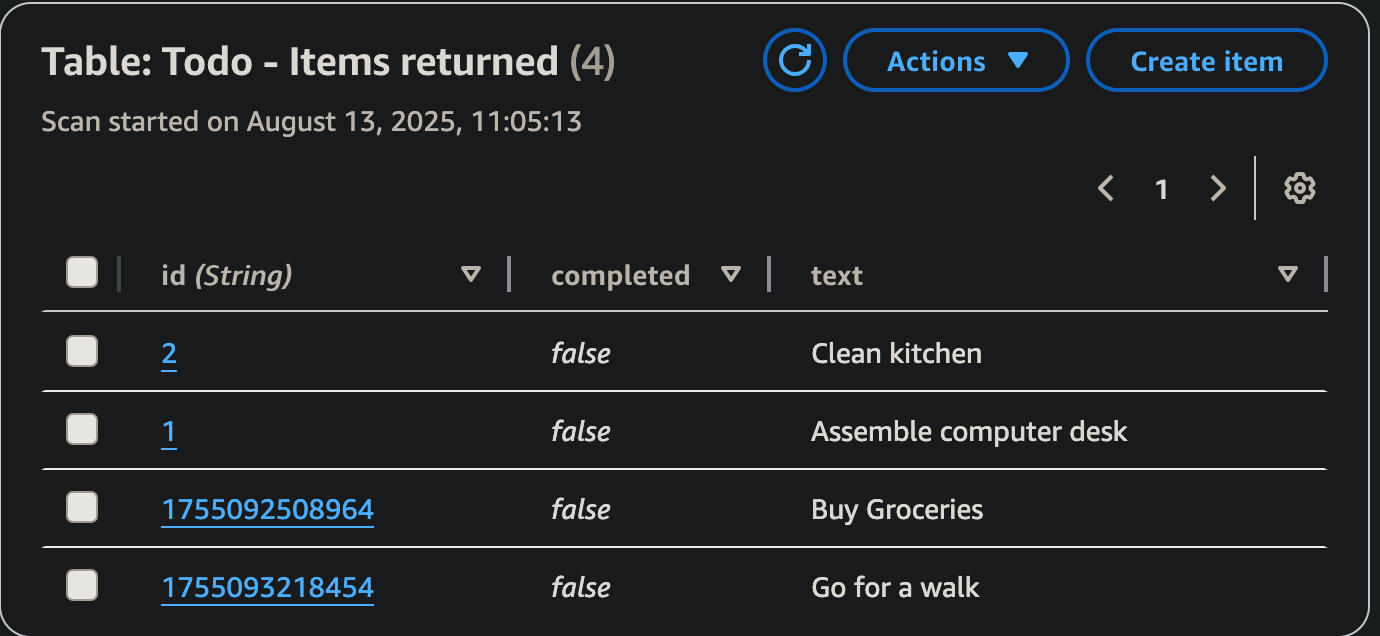 Table: Todo - Items returned (4)
Actions
Create item
Scan started on August 13, 2025, 11:05:13
1
id (String) completed text
2 false Clean kitchen
1 false Assemble computer desk
1755092508964 false Buy Groceries
1755093218454 false Go for a walk